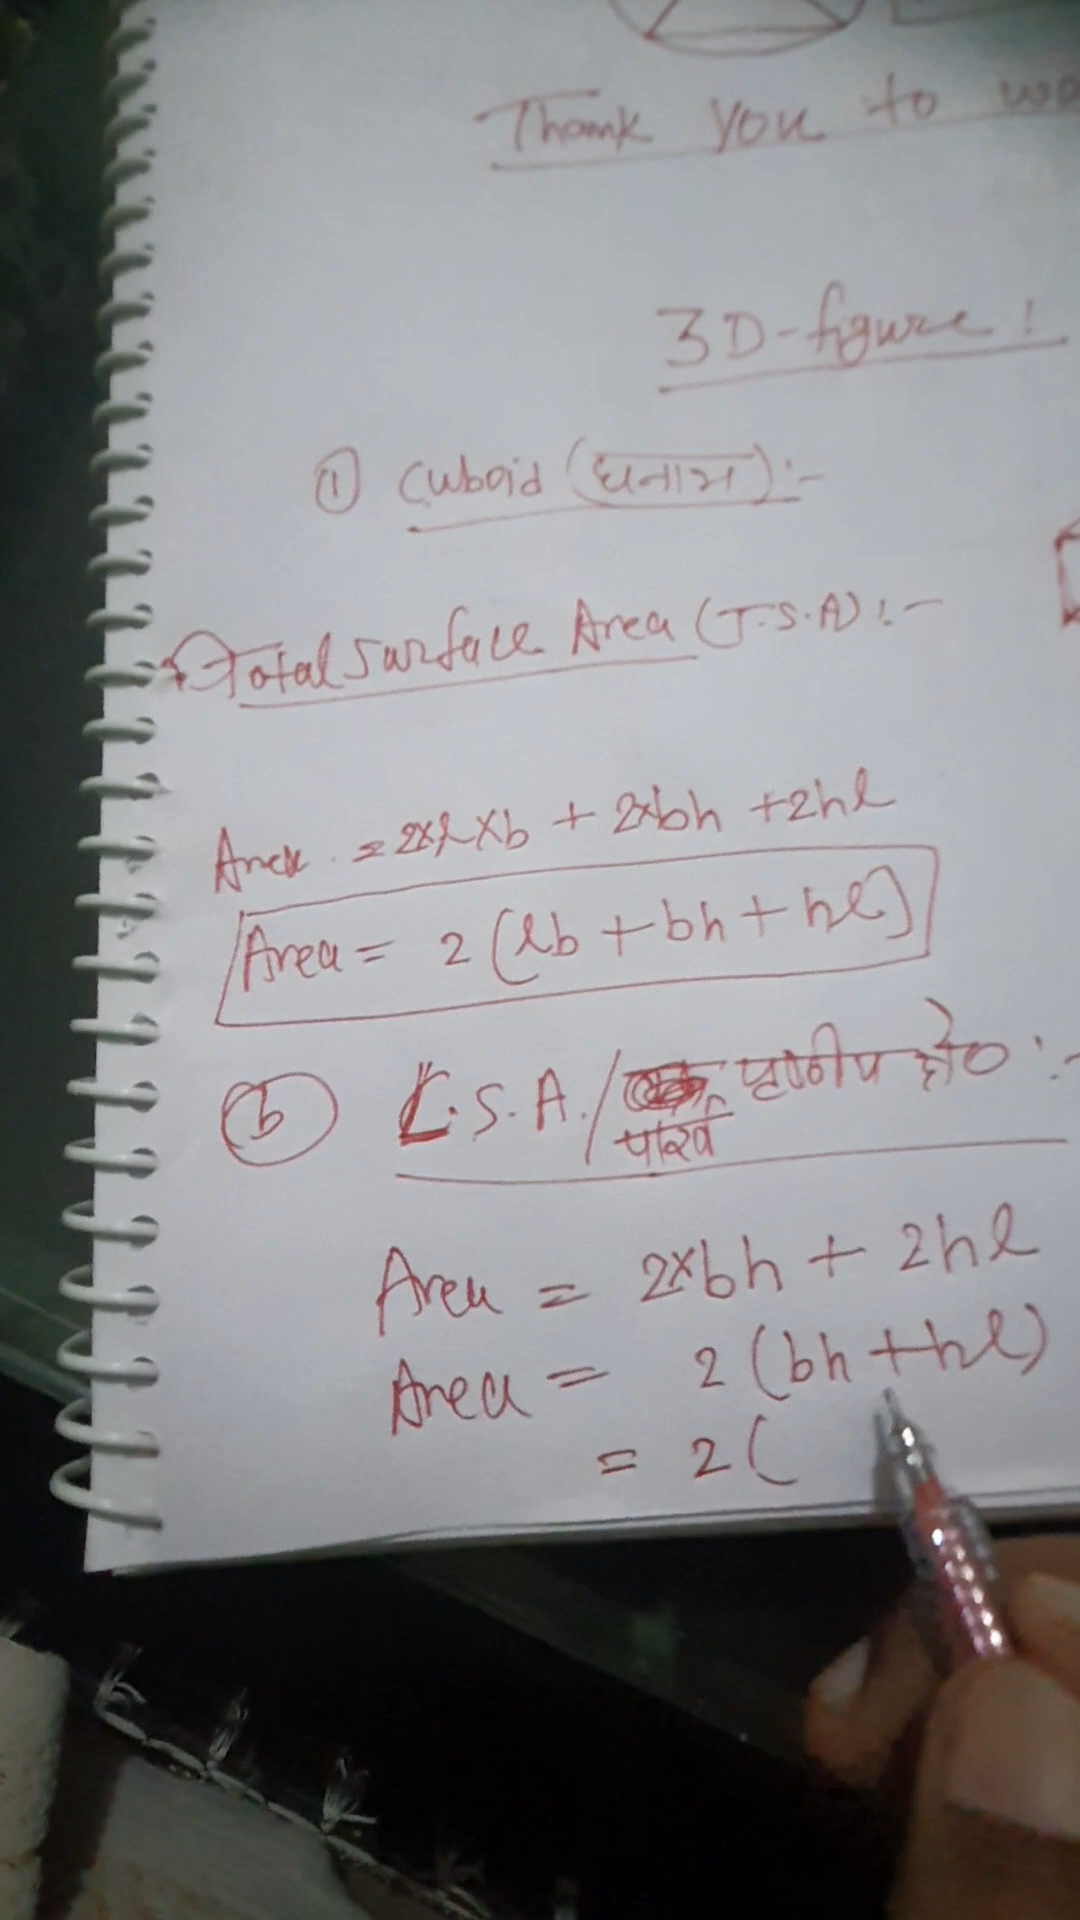 Thank you to
3D-figure!
① Cuboid (घनाभ):-
Total Surface Area (T.S.A):-
Area = 2×l×b + 2×bh + 2hl
Area = 2(lb + bh + hl)
ⓑ L.S.A./ पृष्ठीय क्षे०:-
पार्श्व
Area = 2×bh + 2hl
Area = 2(bh + hl)
= 2(